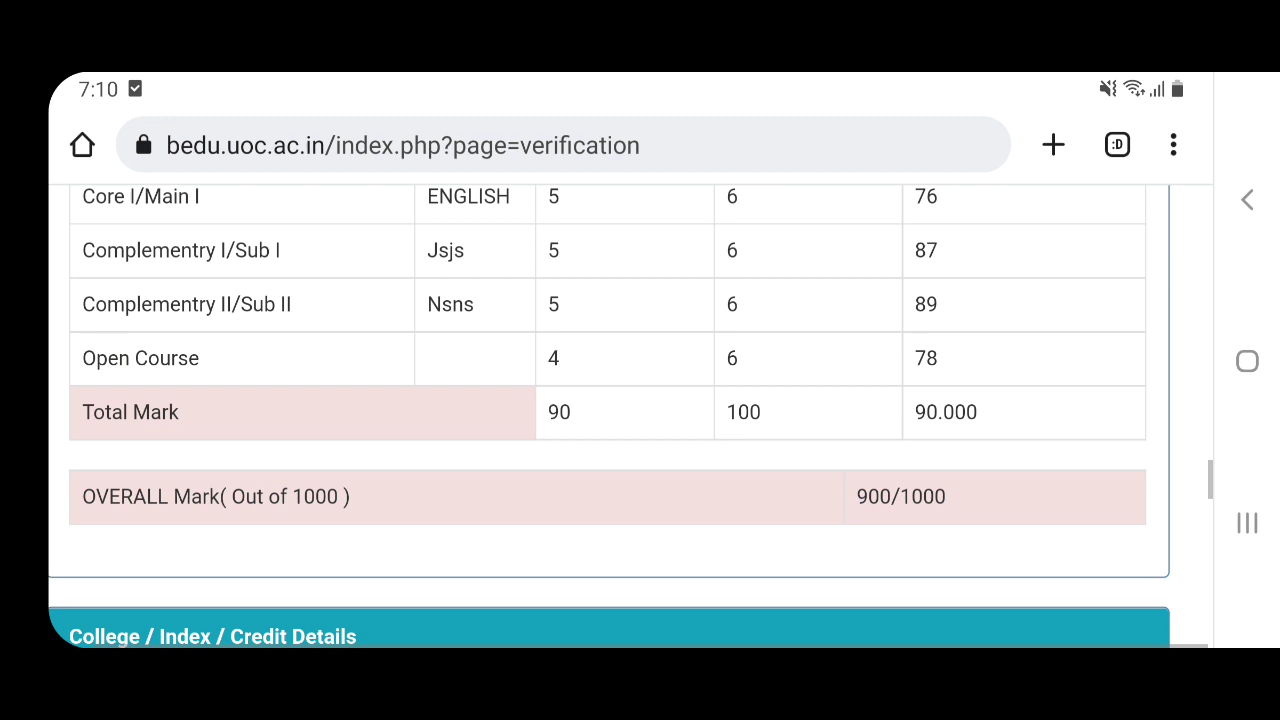 7:10
bedu.uoc.ac.in/index.php?page=verification
:D
Core I/Main I ENGLISH 5 6 76
Complementry I/Sub I Jsjs 5 6 87
Complementry II/Sub II Nsns 5 6 89
Open Course 4 6 78
Total Mark 90 100 90.000
OVERALL Mark( Out of 1000 ) 900/1000
College / Index / Credit Details